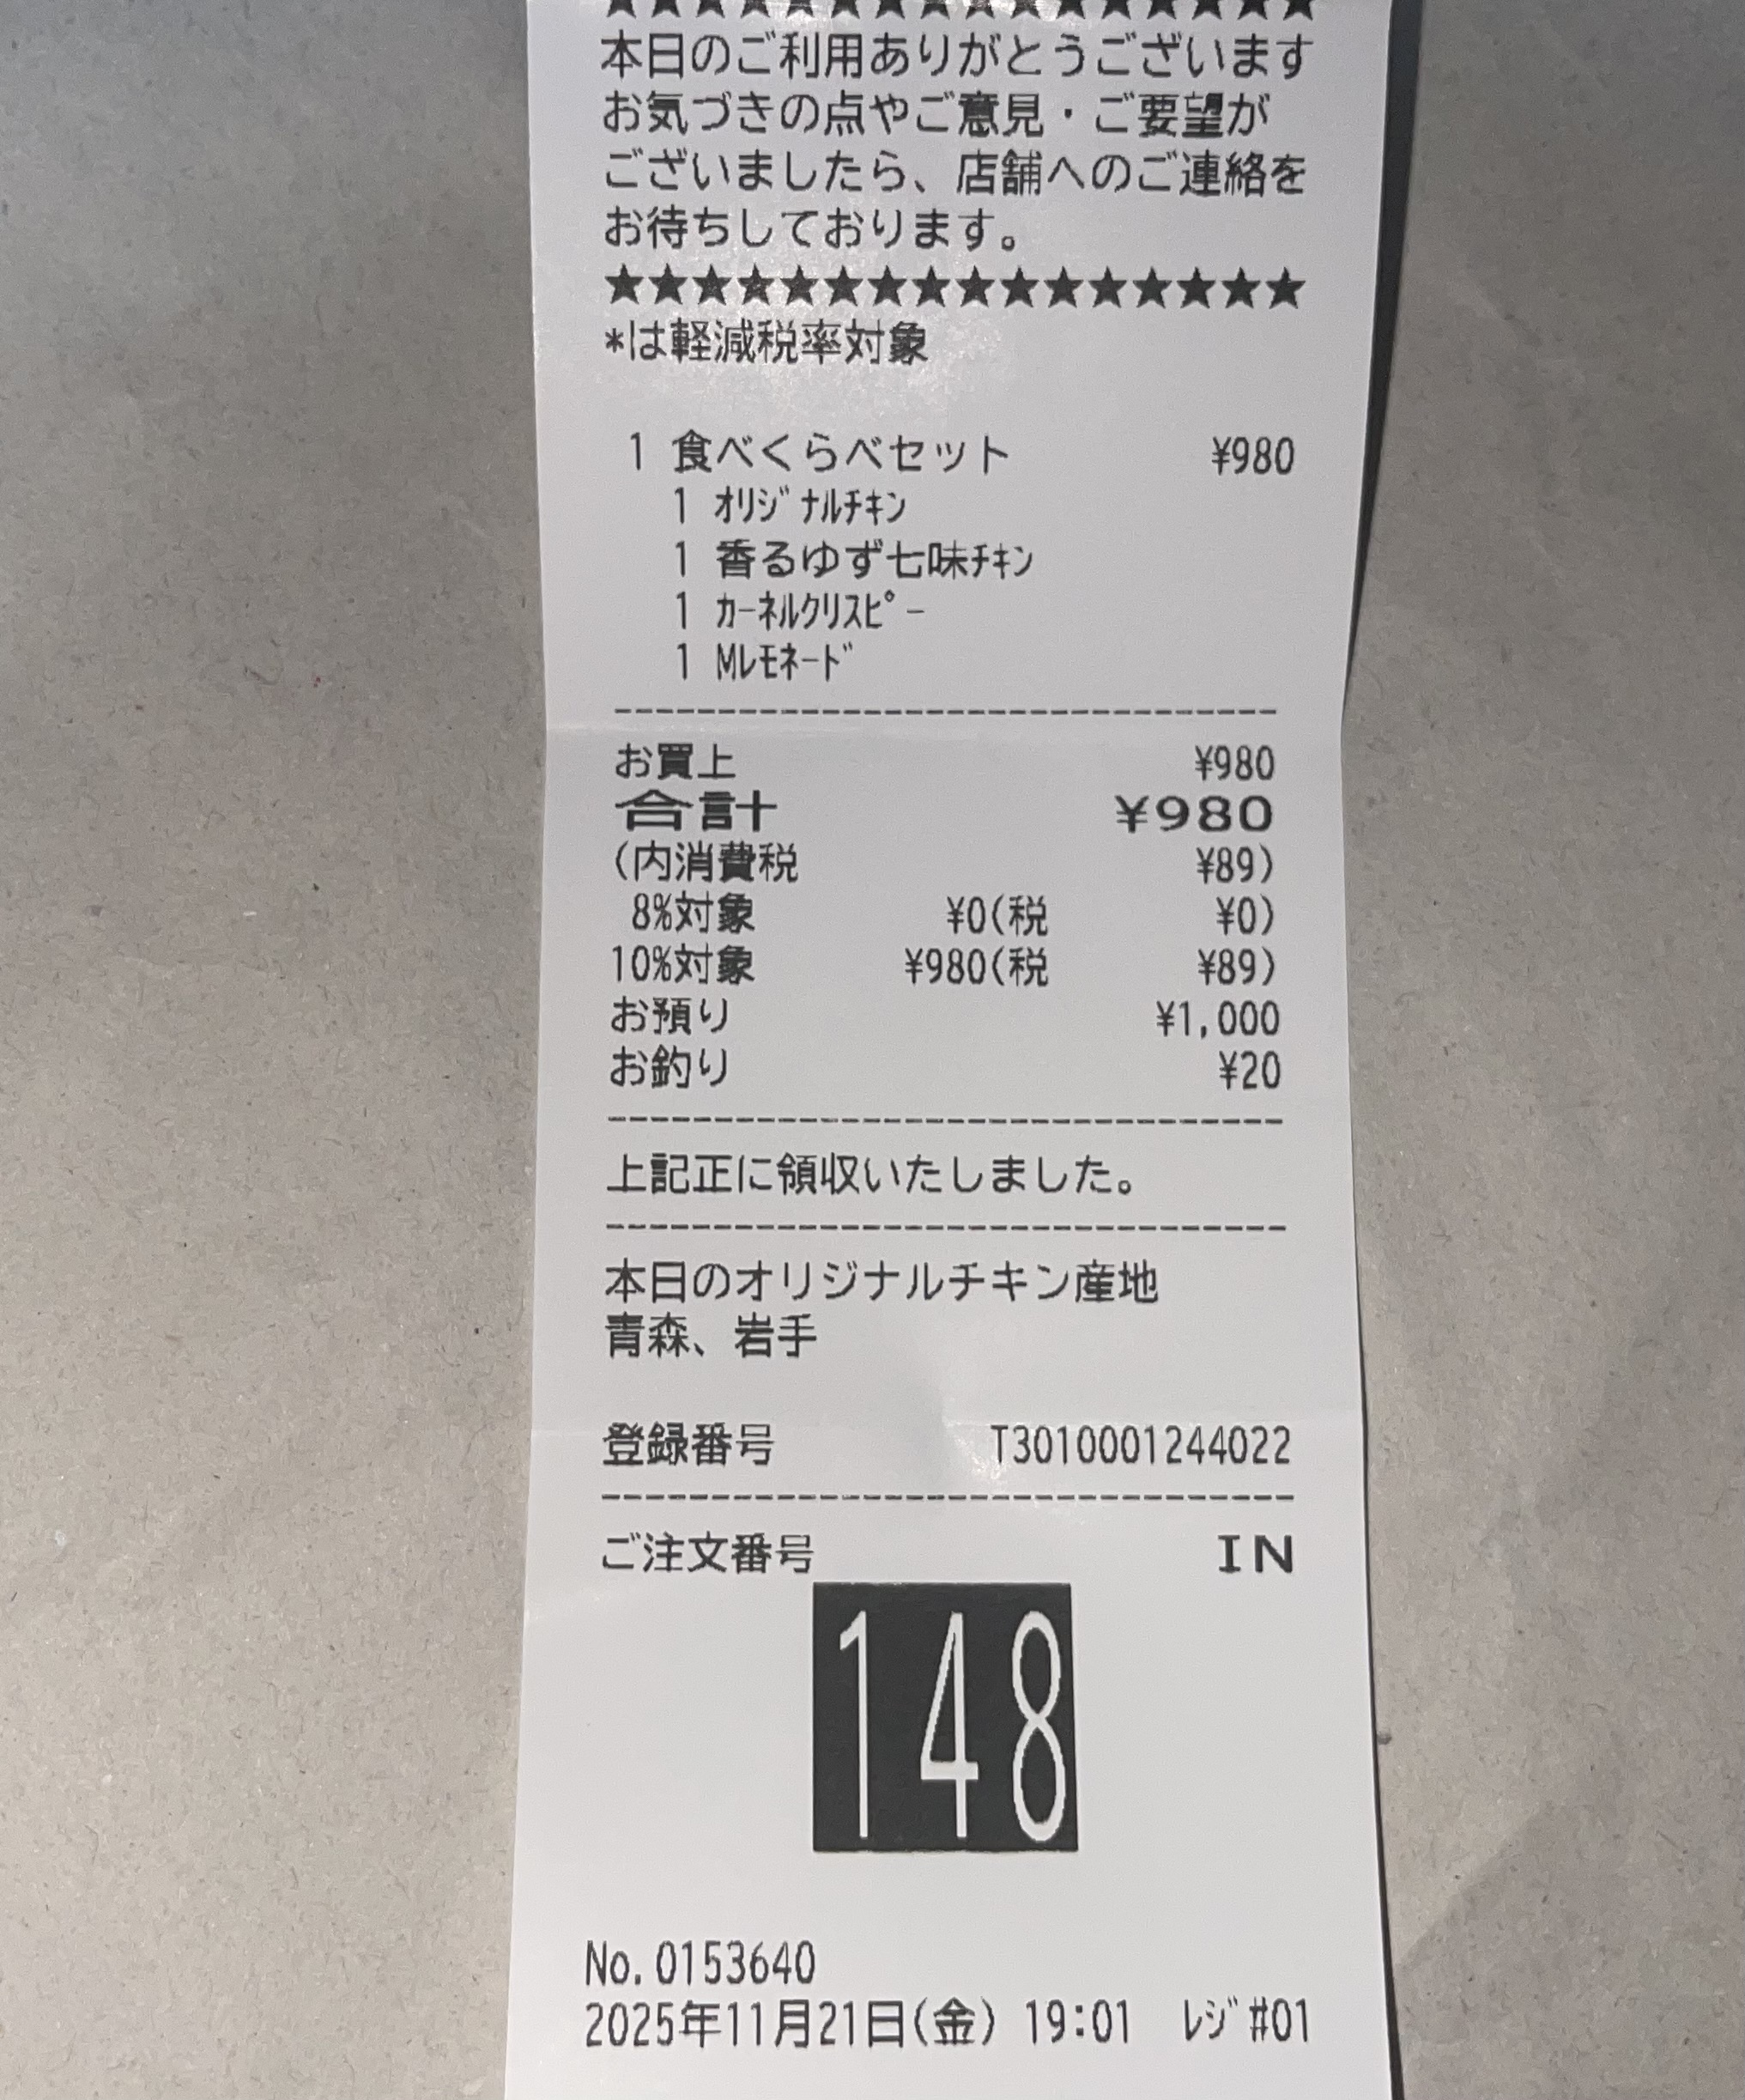 ★★★★★★★★★★★★★★★★
本日のご利用ありがとうございます
お気づきの点やご意見・ご要望が
ございましたら、店舗へのご連絡を
お待ちしております。
★★★★★★★★★★★★★★★★
*は軽減税率対象
1 食べくらべセット ¥980
1 ｵﾘｼﾞﾅﾙﾁｷﾝ
1 香るゆず七味ﾁｷﾝ
1 ｶｰﾈﾙｸﾘｽﾋﾟｰ
1 Mﾚﾓﾈｰﾄﾞ
--------------------------------
お買上 ¥980
合計 ¥980
(内消費税 ¥89)
8%対象 ¥0(税 ¥0)
10%対象 ¥980(税 ¥89)
お預り ¥1,000
お釣り ¥20
--------------------------------
上記正に領収いたしました。
--------------------------------
本日のオリジナルチキン産地
青森、岩手
登録番号 T3010001244022
--------------------------------
ご注文番号 IN
148
No.0153640
2025年11月21日(金) 19:01 ﾚｼﾞ#01